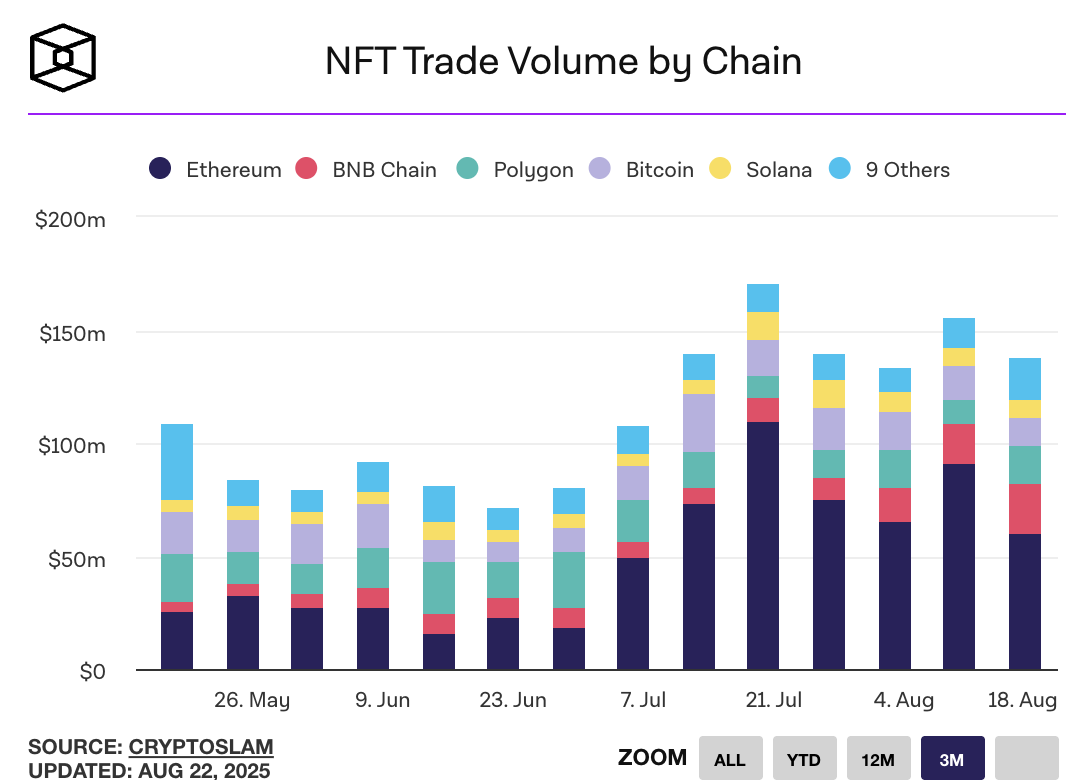 NFT Trade Volume by Chain
Ethereum BNB Chain Polygon Bitcoin Solana 9 Others
$200m
$150m
$100m
$50m
$0
26. May 9. Jun 23. Jun 7. Jul 21. Jul 4. Aug 18. Aug
SOURCE: CRYPTOSLAM
UPDATED: AUG 22, 2025
ZOOM ALL YTD 12M 3M